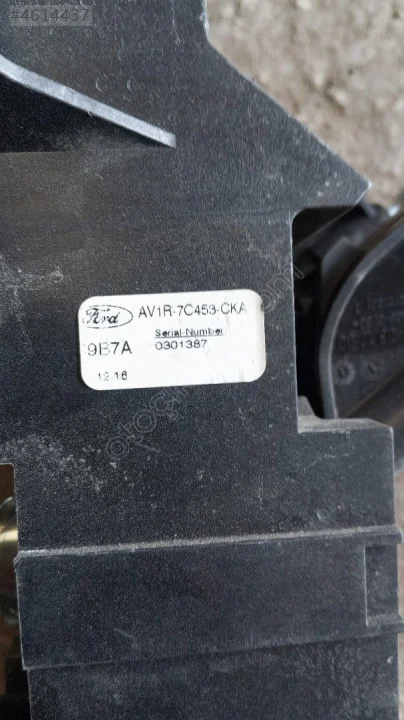 #4614437
Ford
AV1R-7C453-CKA
Serial-Number
9B7A
0301387
12.16